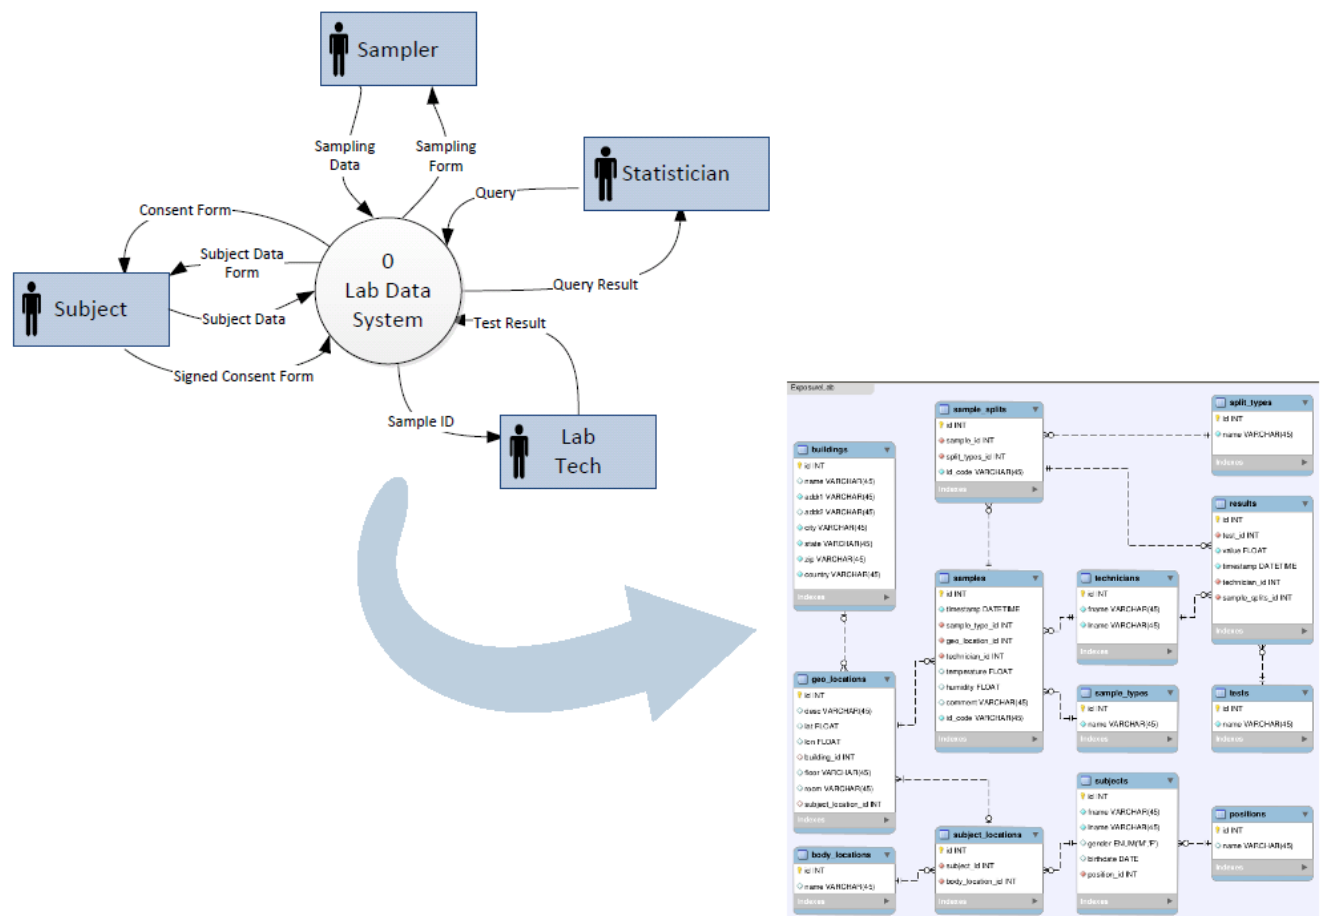 Sampler
Sampling
Data
Sampling
Form
Statistician
Query
Consent Form
Subject Data
Form
0
Lab Data
System
Query Result
Subject
Subject Data
Test Result
Signed Consent Form
Sample ID
Lab
Tech
ExposureLab
sample_splits
id INT
sample_id INT
split_types_id INT
id_code VARCHAR(45)
Indexes
split_types
id INT
name VARCHAR(45)
Indexes
buildings
id INT
name VARCHAR(45)
addr1 VARCHAR(45)
addr2 VARCHAR(45)
city VARCHAR(45)
state VARCHAR(45)
zip VARCHAR(45)
country VARCHAR(45)
Indexes
results
id INT
test_id INT
value FLOAT
timestamp DATETIME
technician_id INT
sample_splits_id INT
Indexes
samples
id INT
timestamp DATETIME
sample_type_id INT
geo_location_id INT
technician_id INT
temperature FLOAT
humidity FLOAT
comment VARCHAR(45)
id_code VARCHAR(45)
Indexes
technicians
id INT
fname VARCHAR(45)
lname VARCHAR(45)
Indexes
geo_locations
id INT
desc VARCHAR(45)
lat FLOAT
lon FLOAT
building_id INT
floor VARCHAR(45)
room VARCHAR(45)
subject_location_id INT
Indexes
sample_types
id INT
name VARCHAR(45)
Indexes
tests
id INT
name VARCHAR(45)
Indexes
subjects
id INT
fname VARCHAR(45)
lname VARCHAR(45)
gender ENUM('M','F')
birthdate DATE
position_id INT
Indexes
positions
id INT
name VARCHAR(45)
Indexes
subject_locations
id INT
subject_id INT
body_location_id INT
Indexes
body_locations
id INT
name VARCHAR(45)
Indexes